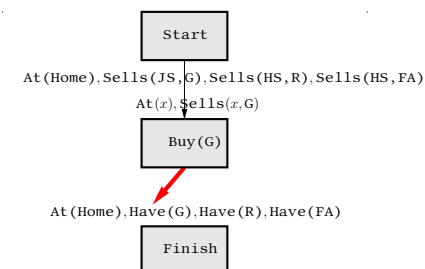 Start
At(Home),Sells(JS,G),Sells(HS,R),Sells(HS,FA)
At(x),Sells(x,G)
Buy(G)
At(Home),Have(G),Have(R),Have(FA)
Finish